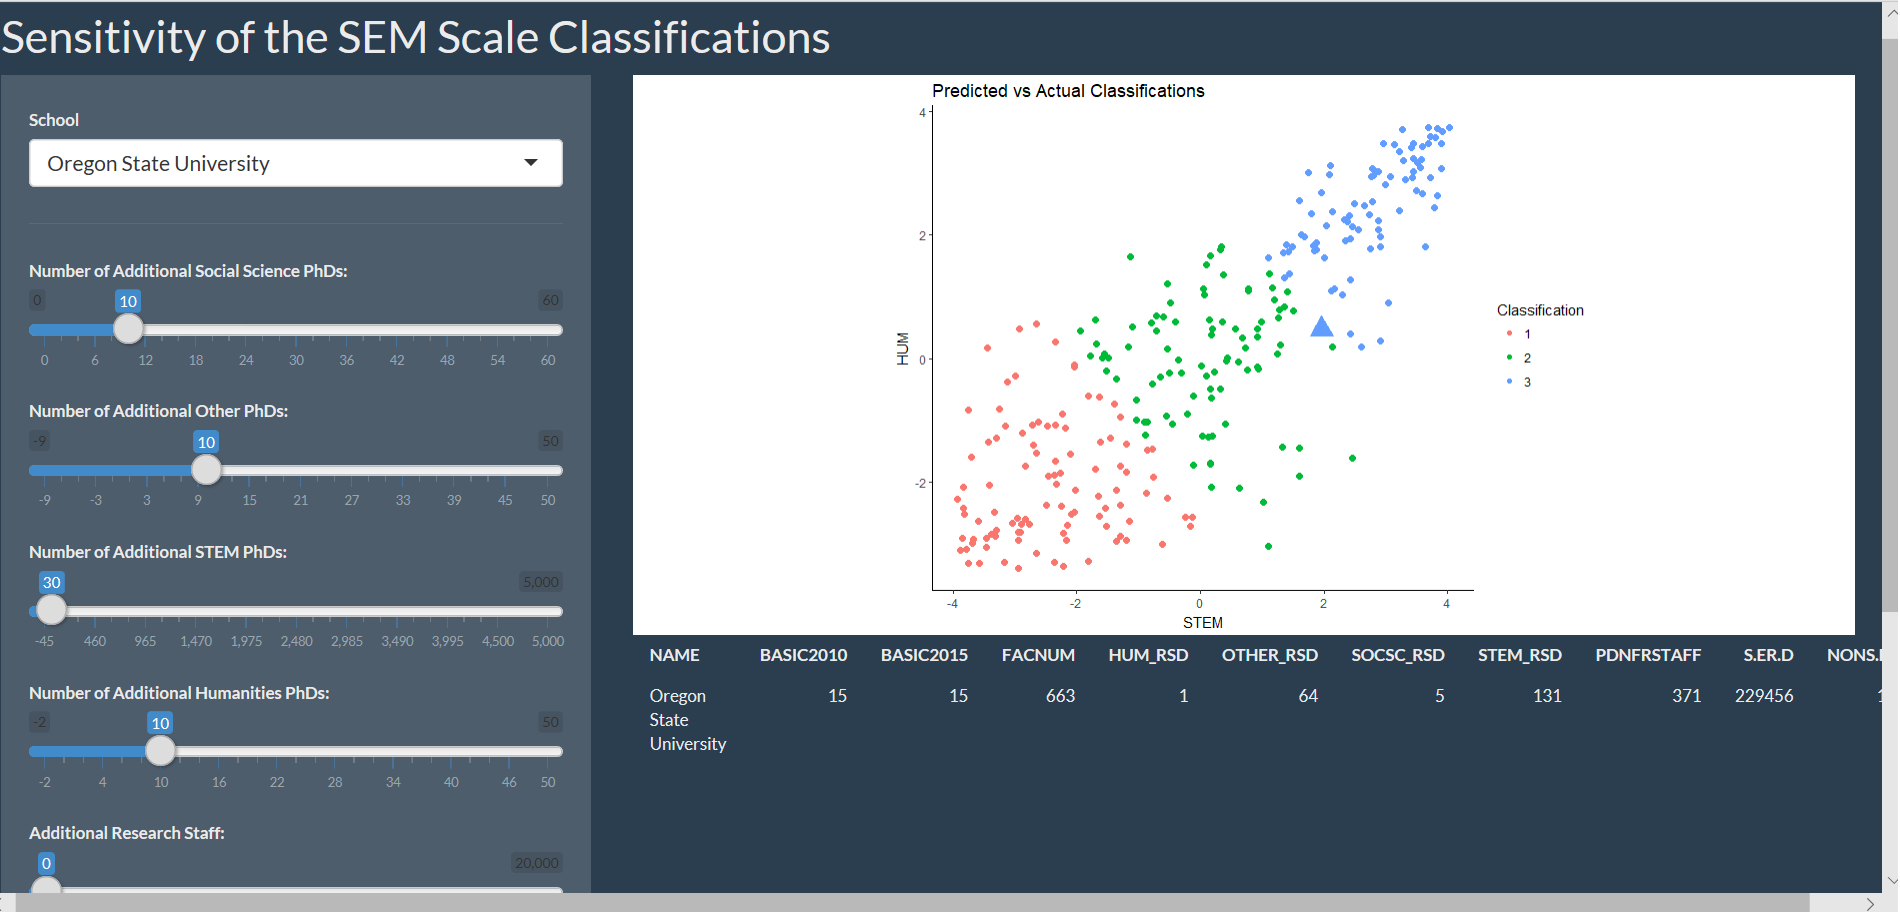 Sensitivity of the SEM Scale Classifications
School
Oregon State University
Number of Additional Social Science PhDs:
0 10 60
0 6 12 18 24 30 36 42 48 54 60
Number of Additional Other PhDs:
-9 10 50
-9 -3 3 9 15 21 27 33 39 45 50
Number of Additional STEM PhDs:
30 5,000
-45 460 965 1,470 1,975 2,480 2,985 3,490 3,995 4,500 5,000
Number of Additional Humanities PhDs:
-2 10 50
-2 4 10 16 22 28 34 40 46 50
Additional Research Staff:
0 20,000
Predicted vs Actual Classifications
4
2
0
-2
HUM
-4 -2 0 2 4
STEM
Classification
1
2
3
NAME BASIC2010 BASIC2015 FACNUM HUM_RSD OTHER_RSD SOCSC_RSD STEM_RSD PDNFRSTAFF S.ER.D NONS.
Oregon 15 15 663 1 64 5 131 371 229456
State
University